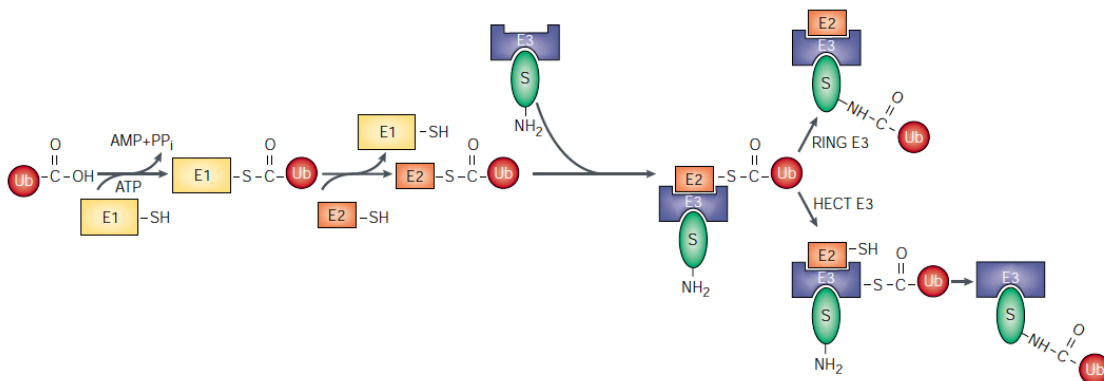 E2
E3
S
NH–C
O
Ub
RING E3
E3
S
NH2
AMP+PPi
ATP
Ub
C–OH
O
E1–SH
E1–S–C
O
Ub
E1–SH
E2–SH
E2–S–C
O
Ub
E2–S–C
O
Ub
E3
S
NH2
HECT E3
E2–SH
E3–S–C
O
Ub
S
NH2
E3
S
NH–C
O
Ub